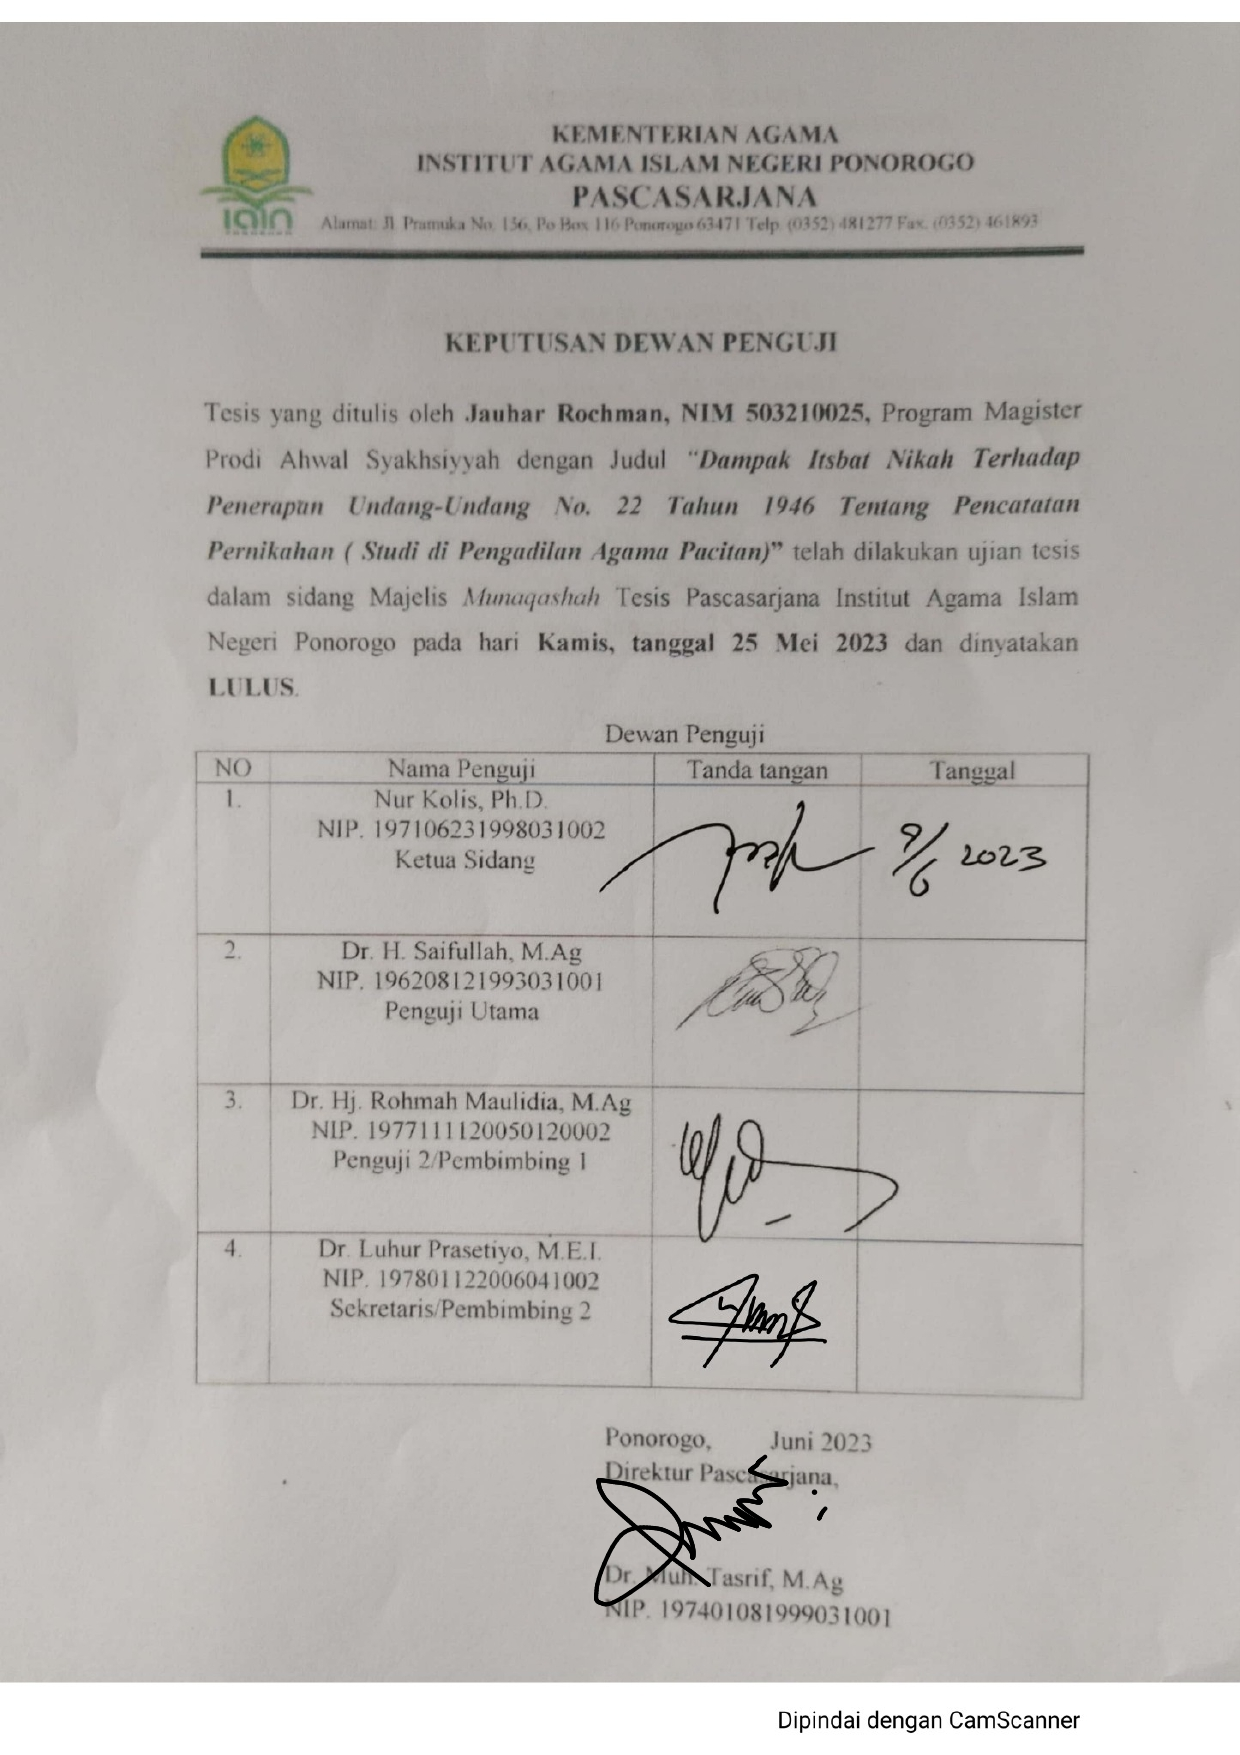 KEMENTERIAN AGAMA
INSTITUT AGAMA ISLAM NEGERI PONOROGO
PASCASARJANA
iain
PONOROGO
Alamat: Jl. Pramuka No. 156, Po Box 116 Ponorogo 63471 Telp. (0352) 481277 Fax. (0352) 461893
KEPUTUSAN DEWAN PENGUJI
Tesis yang ditulis oleh Jauhar Rochman, NIM 503210025, Program Magister
Prodi Ahwal Syakhsiyyah dengan Judul "Dampak Itsbat Nikah Terhadap
Penerapan Undang-Undang No. 22 Tahun 1946 Tentang Pencatatan
Pernikahan ( Studi di Pengadilan Agama Pacitan)" telah dilakukan ujian tesis
dalam sidang Majelis Munaqashah Tesis Pascasarjana Institut Agama Islam
Negeri Ponorogo pada hari Kamis, tanggal 25 Mei 2023 dan dinyatakan
LULUS.
Dewan Penguji
NO Nama Penguji Tanda tangan Tanggal
1. Nur Kolis, Ph.D.
NIP. 197106231998031002
Ketua Sidang
9/6 2023
2. Dr. H. Saifullah, M.Ag
NIP. 196208121993031001
Penguji Utama
3. Dr. Hj. Rohmah Maulidia, M.Ag
NIP. 1977111120050120002
Penguji 2/Pembimbing 1
4. Dr. Luhur Prasetiyo, M.E.I.
NIP. 197801122006041002
Sekretaris/Pembimbing 2
Ponorogo, Juni 2023
Direktur Pascasarjana,
Dr. Muh. Tasrif, M.Ag
NIP. 197401081999031001
Dipindai dengan CamScanner